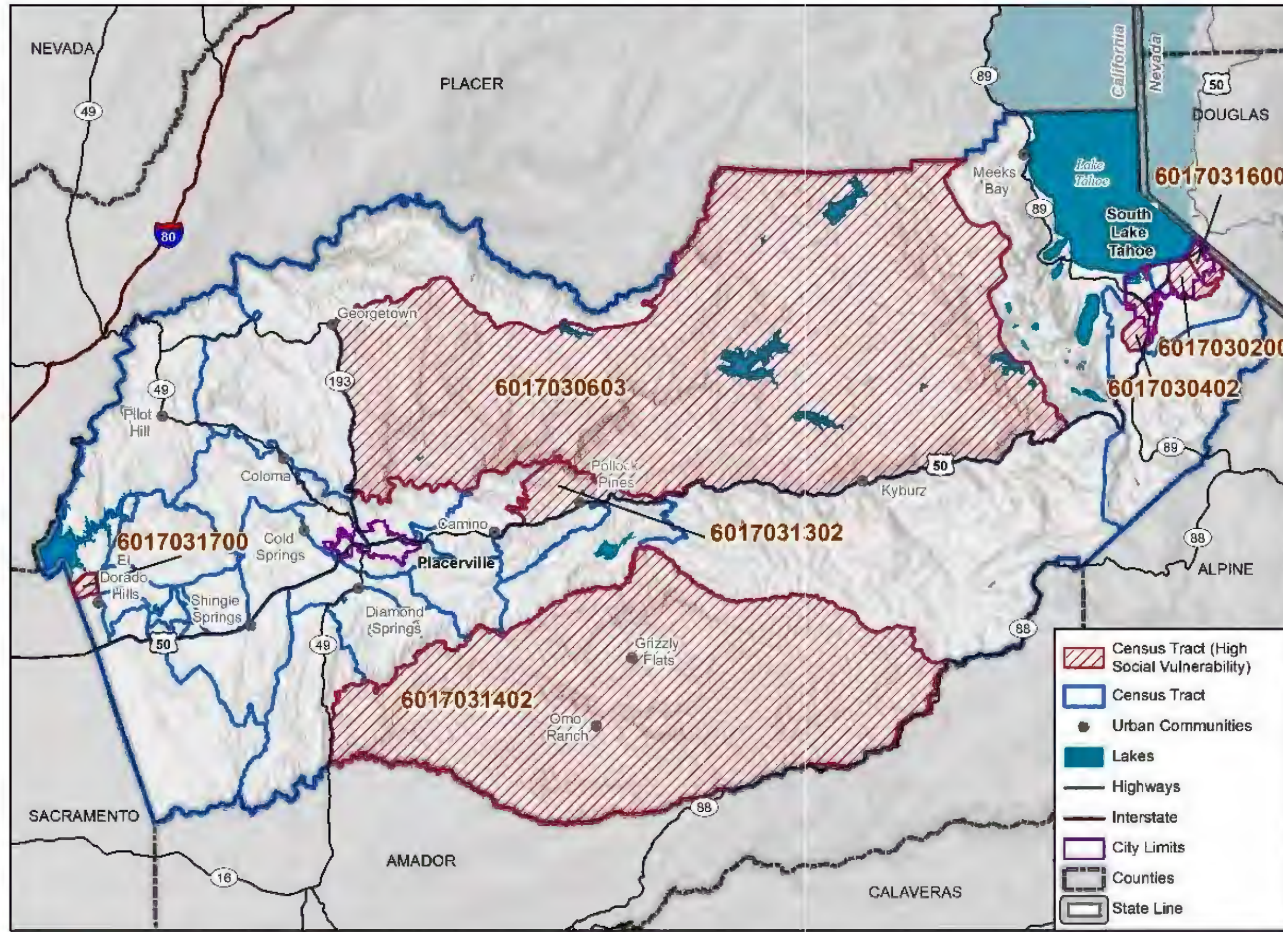 NEVADA
49
80
PLACER
89
California
Nevada
50
DOUGLAS
Meeks
Bay
89
Lake
Tahoe
6017031600
South
Lake
Tahoe
Georgetown
193
6017030603
6017030200
6017030402
49
Pilot
Hill
Coloma
Pollock
Pines
50
Kyburz
89
88
ALPINE
6017031700
El
Dorado
Hills
Cold
Springs
Camino
Placerville
6017031302
Shingle
Springs
50
Diamond
Springs
49
88
Grizzly
Flats
6017031402
Omo
Ranch
88
SACRAMENTO
16
AMADOR
CALAVERAS
Census Tract (High
Social Vulnerability)
Census Tract
Urban Communities
Lakes
Highways
Interstate
City Limits
Counties
State Line